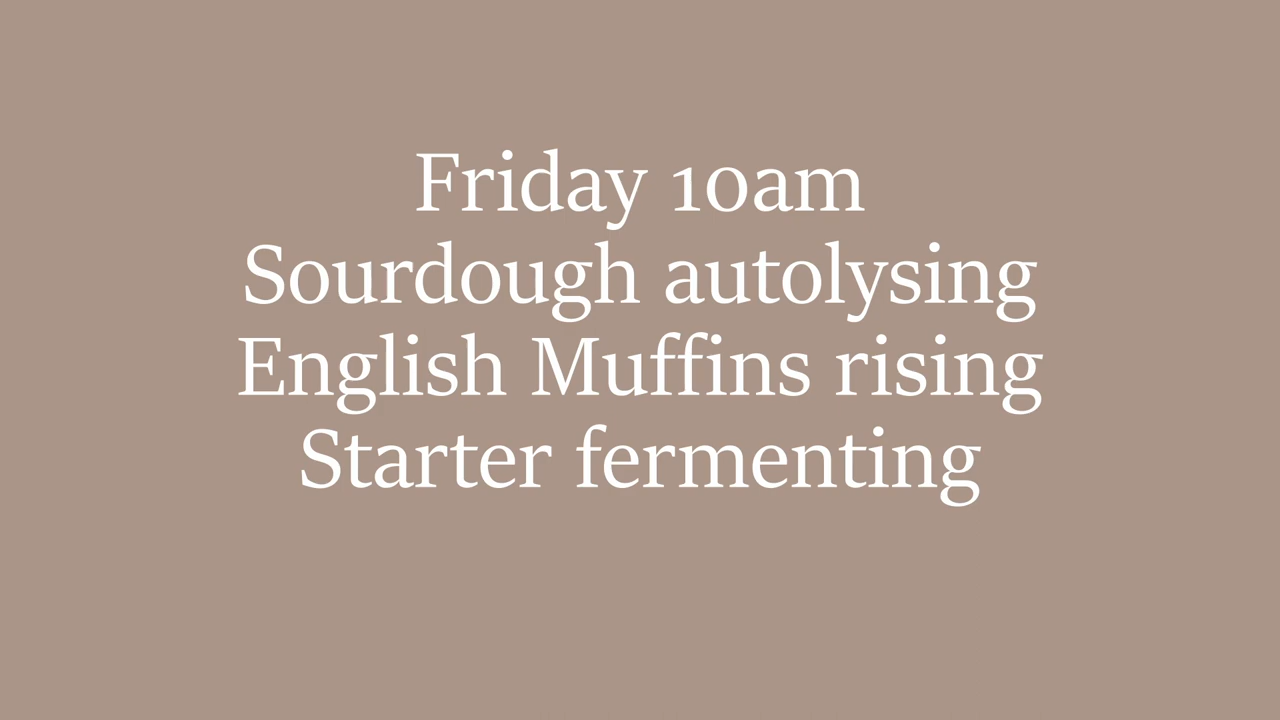 Friday 10am
Sourdough autolysing
English Muffins rising
Starter fermenting